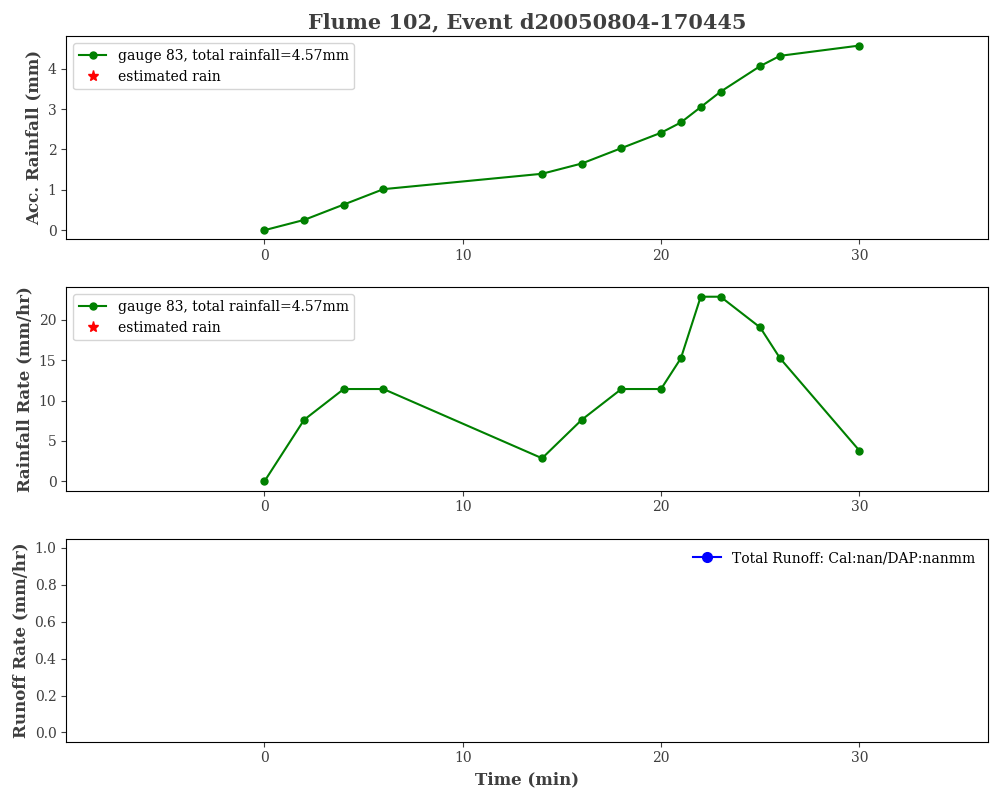 Flume 102, Event d20050804-170445
gauge 83, total rainfall=4.57mm
estimated rain
Acc. Rainfall (mm)
4
3
2
1
0
0 10 20 30
gauge 83, total rainfall=4.57mm
estimated rain
Rainfall Rate (mm/hr)
20
15
10
5
0
0 10 20 30
Total Runoff: Cal:nan/DAP:nanmm
Runoff Rate (mm/hr)
1.0
0.8
0.6
0.4
0.2
0.0
0 10 20 30
Time (min)